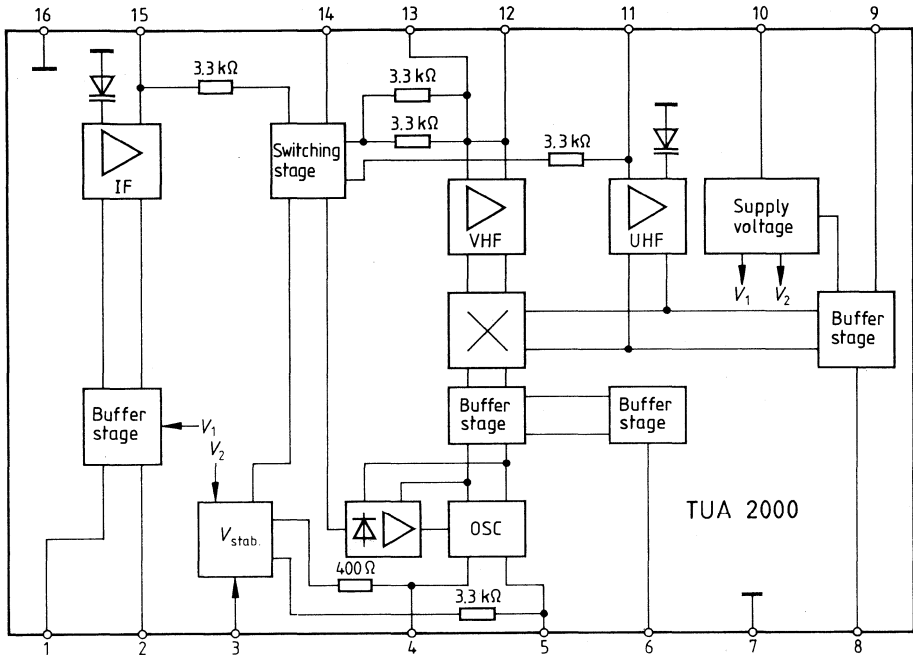 16 15 14 13 12 11 10 9
3.3 kΩ
3.3 kΩ
3.3 kΩ
3.3 kΩ
IF
Switching
stage
VHF
UHF
Supply
voltage
V₁ V₂
Buffer
stage
Buffer
stage
V₁
V₂
Buffer
stage
Buffer
stage
V stab.
OSC
TUA 2000
400 Ω
3.3 kΩ
1 2 3 4 5 6 7 8